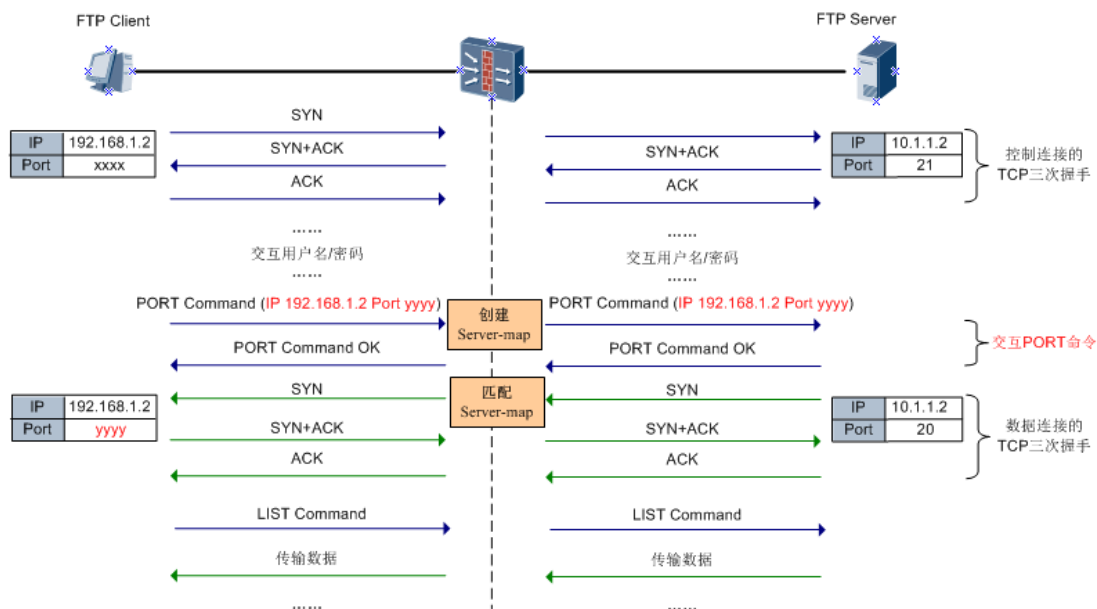 FTP Client
FTP Server
SYN
IP 192.168.1.2
Port xxxx
SYN+ACK
SYN+ACK
IP 10.1.1.2
Port 21
控制连接的
TCP三次握手
ACK
ACK
……
……
交互用户名/密码
交互用户名/密码
……
……
PORT Command (IP 192.168.1.2 Port yyyy)
创建
Server-map
PORT Command (IP 192.168.1.2 Port yyyy)
PORT Command OK
PORT Command OK
交互PORT命令
SYN
匹配
Server-map
SYN
IP 192.168.1.2
Port yyyy
IP 10.1.1.2
Port 20
SYN+ACK
SYN+ACK
数据连接的
TCP三次握手
ACK
ACK
LIST Command
LIST Command
传输数据
传输数据
……
……